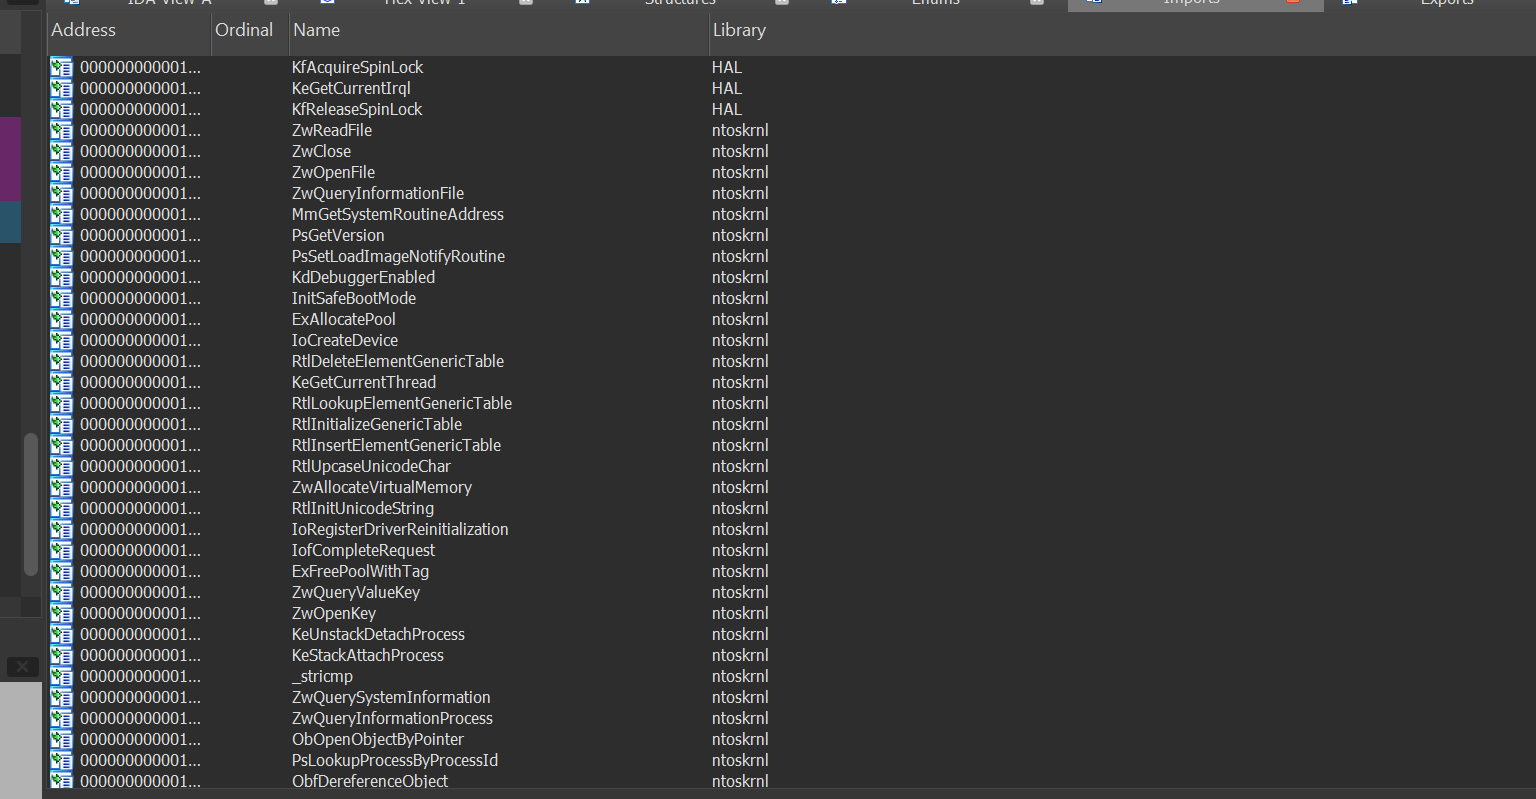 IDA View-A Hex View-1 Structures Enums Imports Exports
Address Ordinal Name Library
000000000001... KfAcquireSpinLock HAL
000000000001... KeGetCurrentIrql HAL
000000000001... KfReleaseSpinLock HAL
000000000001... ZwReadFile ntoskrnl
000000000001... ZwClose ntoskrnl
000000000001... ZwOpenFile ntoskrnl
000000000001... ZwQueryInformationFile ntoskrnl
000000000001... MmGetSystemRoutineAddress ntoskrnl
000000000001... PsGetVersion ntoskrnl
000000000001... PsSetLoadImageNotifyRoutine ntoskrnl
000000000001... KdDebuggerEnabled ntoskrnl
000000000001... InitSafeBootMode ntoskrnl
000000000001... ExAllocatePool ntoskrnl
000000000001... IoCreateDevice ntoskrnl
000000000001... RtlDeleteElementGenericTable ntoskrnl
000000000001... KeGetCurrentThread ntoskrnl
000000000001... RtlLookupElementGenericTable ntoskrnl
000000000001... RtlInitializeGenericTable ntoskrnl
000000000001... RtlInsertElementGenericTable ntoskrnl
000000000001... RtlUpcaseUnicodeChar ntoskrnl
000000000001... ZwAllocateVirtualMemory ntoskrnl
000000000001... RtlInitUnicodeString ntoskrnl
000000000001... IoRegisterDriverReinitialization ntoskrnl
000000000001... IofCompleteRequest ntoskrnl
000000000001... ExFreePoolWithTag ntoskrnl
000000000001... ZwQueryValueKey ntoskrnl
000000000001... ZwOpenKey ntoskrnl
000000000001... KeUnstackDetachProcess ntoskrnl
000000000001... KeStackAttachProcess ntoskrnl
000000000001... _stricmp ntoskrnl
000000000001... ZwQuerySystemInformation ntoskrnl
000000000001... ZwQueryInformationProcess ntoskrnl
000000000001... ObOpenObjectByPointer ntoskrnl
000000000001... PsLookupProcessByProcessId ntoskrnl
000000000001... ObfDereferenceObject ntoskrnl